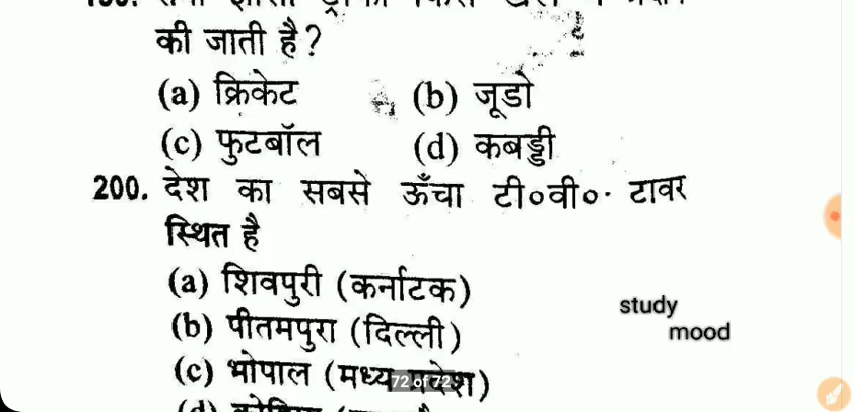 की जाती है?
(a) क्रिकेट (b) जूडो
(c) फुटबॉल (d) कबड्डी
200. देश का सबसे ऊँचा टी०वी०· टावर
स्थित है
(a) शिवपुरी (कर्नाटक)
(b) पीतमपुरा (दिल्ली)
(c) भोपाल (मध्य प्रदेश)
72 of 72
study
mood